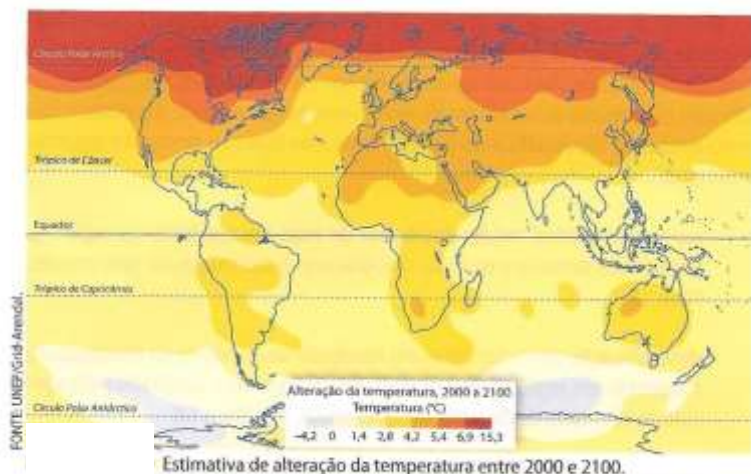 Círculo Polar Ártico
Trópico de Câncer
Equador
Trópico de Capricórnio
Círculo Polar Antártico
FONTE: UNEP/Grid-Arendal.
Alteração da temperatura, 2000 a 2100
Temperatura (°C)
–4,2 0 1,4 2,8 4,2 5,4 6,9 15,3
Estimativa de alteração da temperatura entre 2000 e 2100.